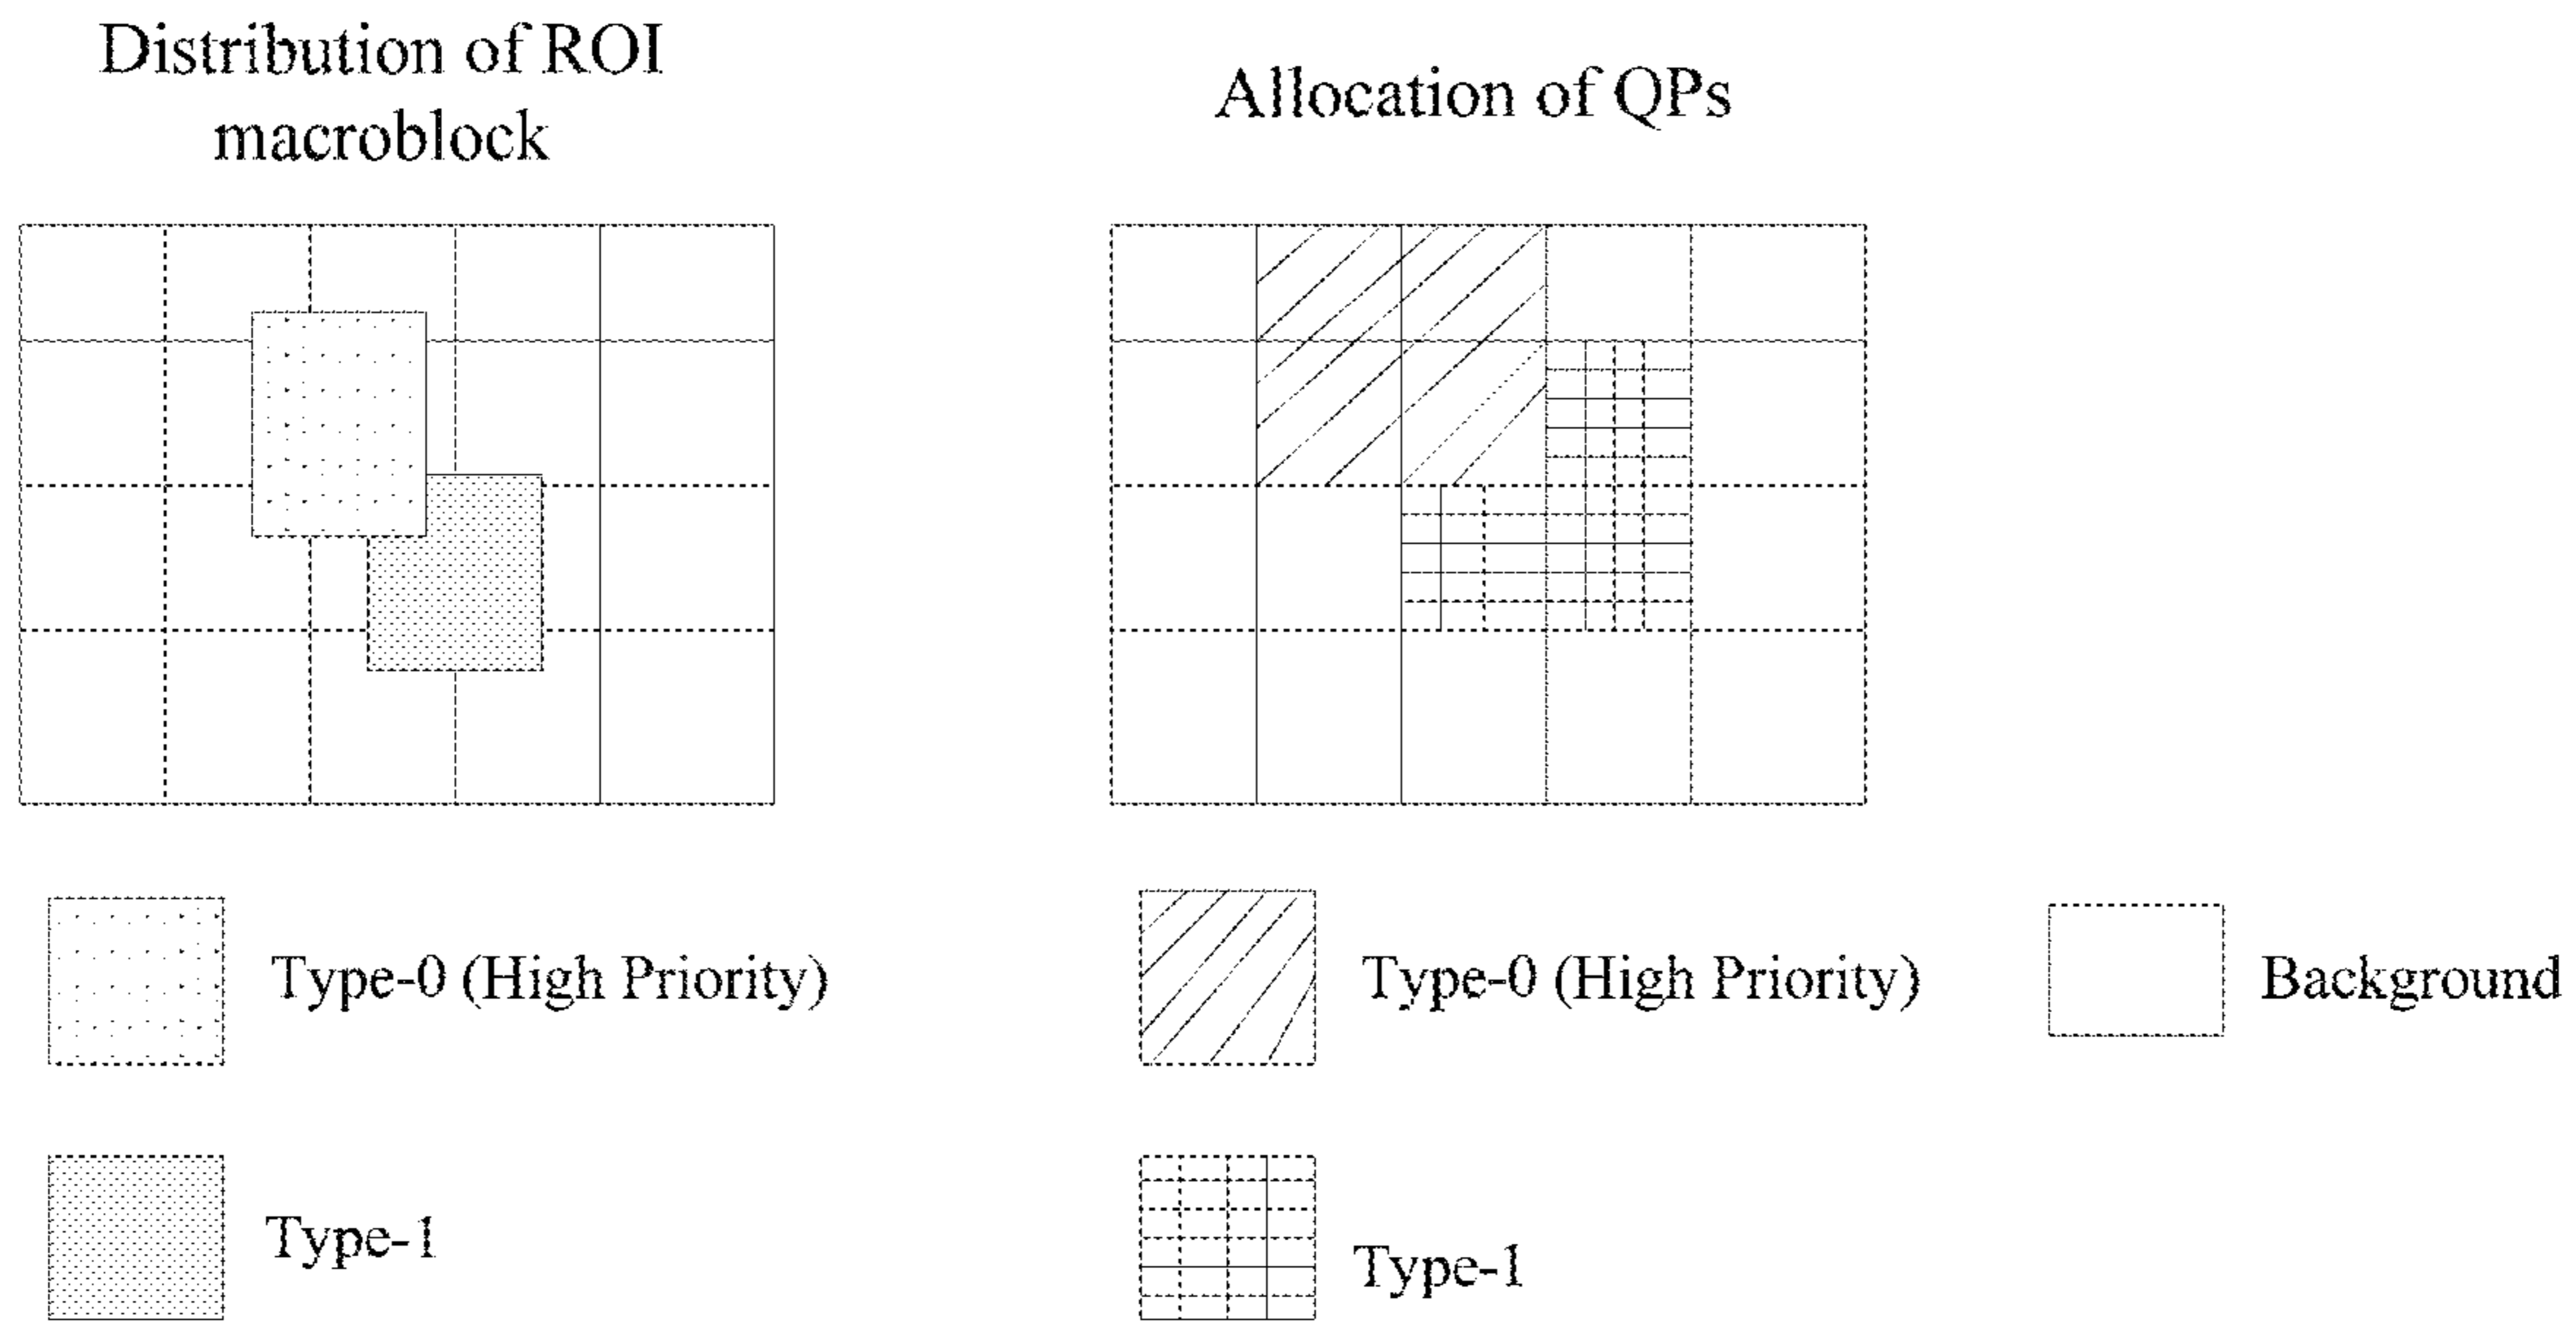 Distribution of ROI
macroblock
Allocation of QPs
Type-0 (High Priority)
Type-0 (High Priority)
Background
Type-1
Type-1